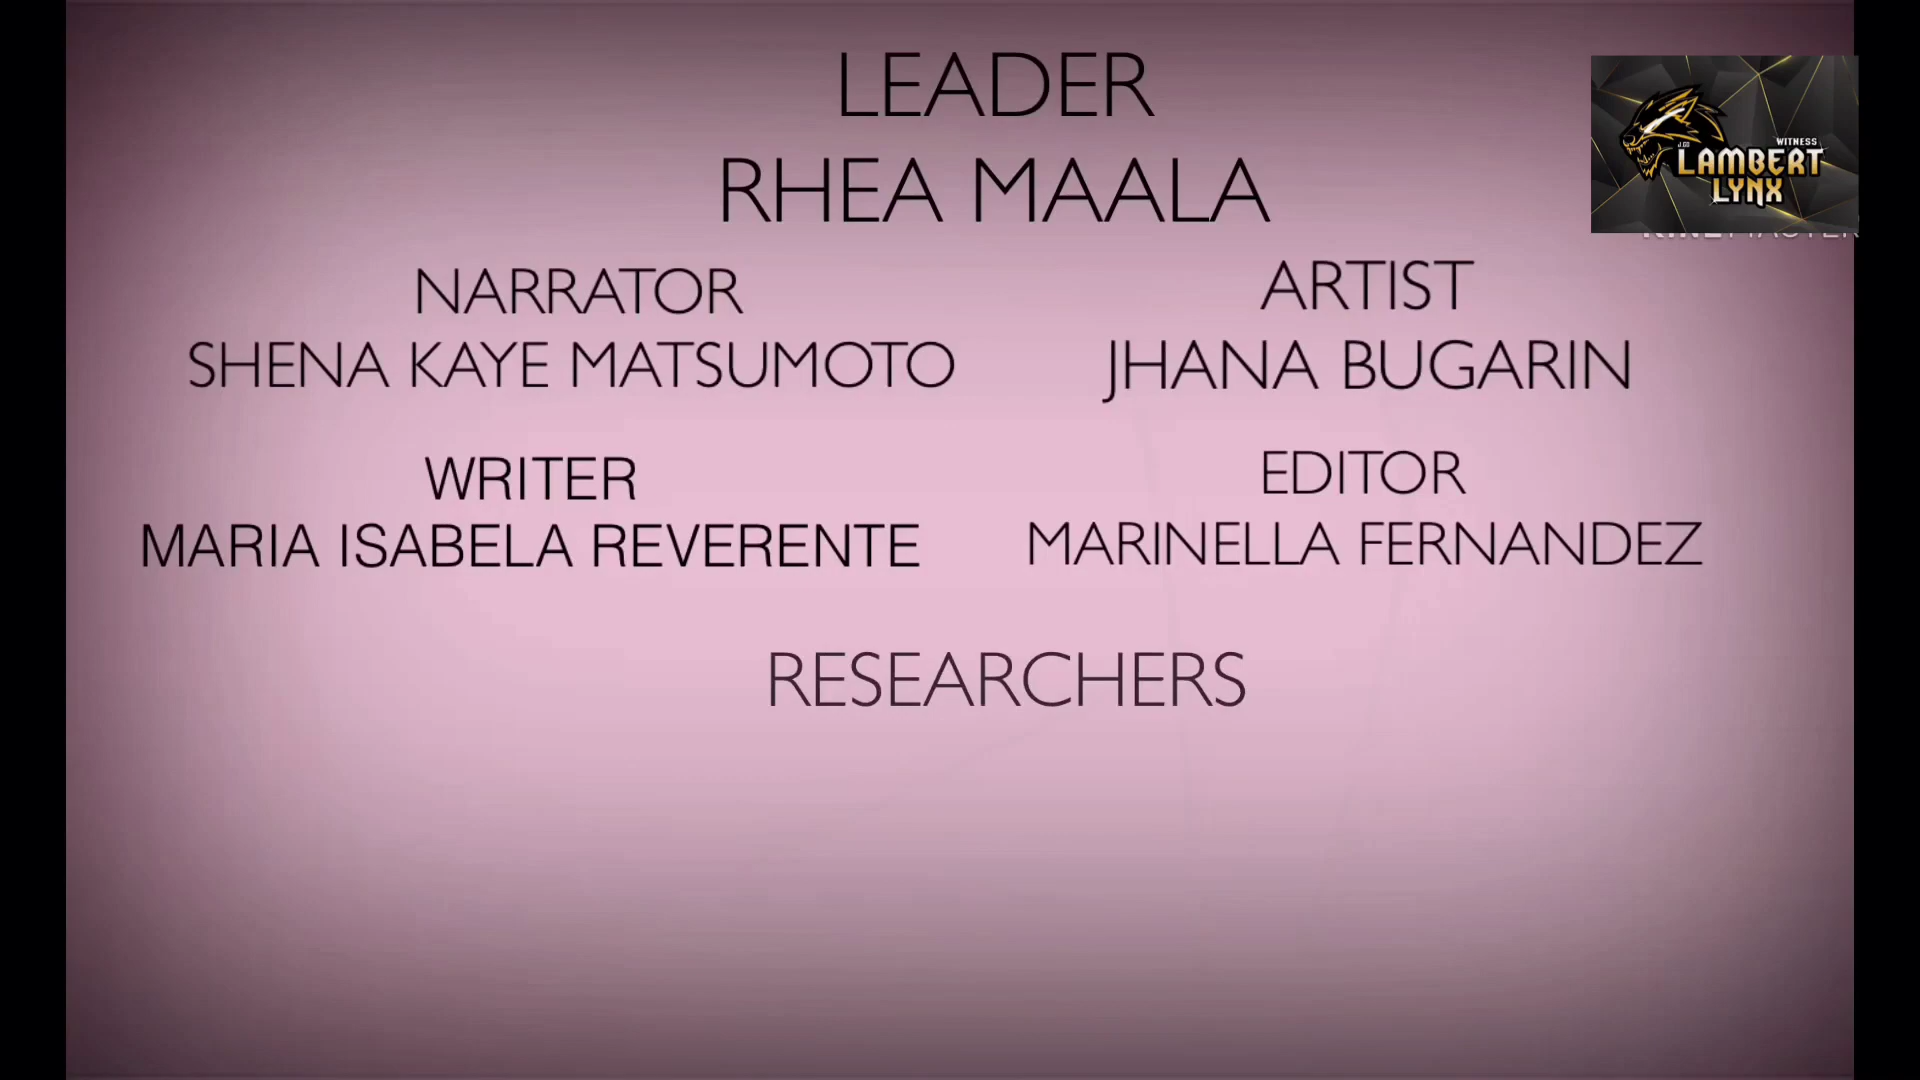 LEADER
RHEA MAALA
NARRATOR
SHENA KAYE MATSUMOTO
ARTIST
JHANA BUGARIN
WRITER
MARIA ISABELA REVERENTE
EDITOR
MARINELLA FERNANDEZ
RESEARCHERS
WITNESS
J.GO
LAMBERT
LYNX